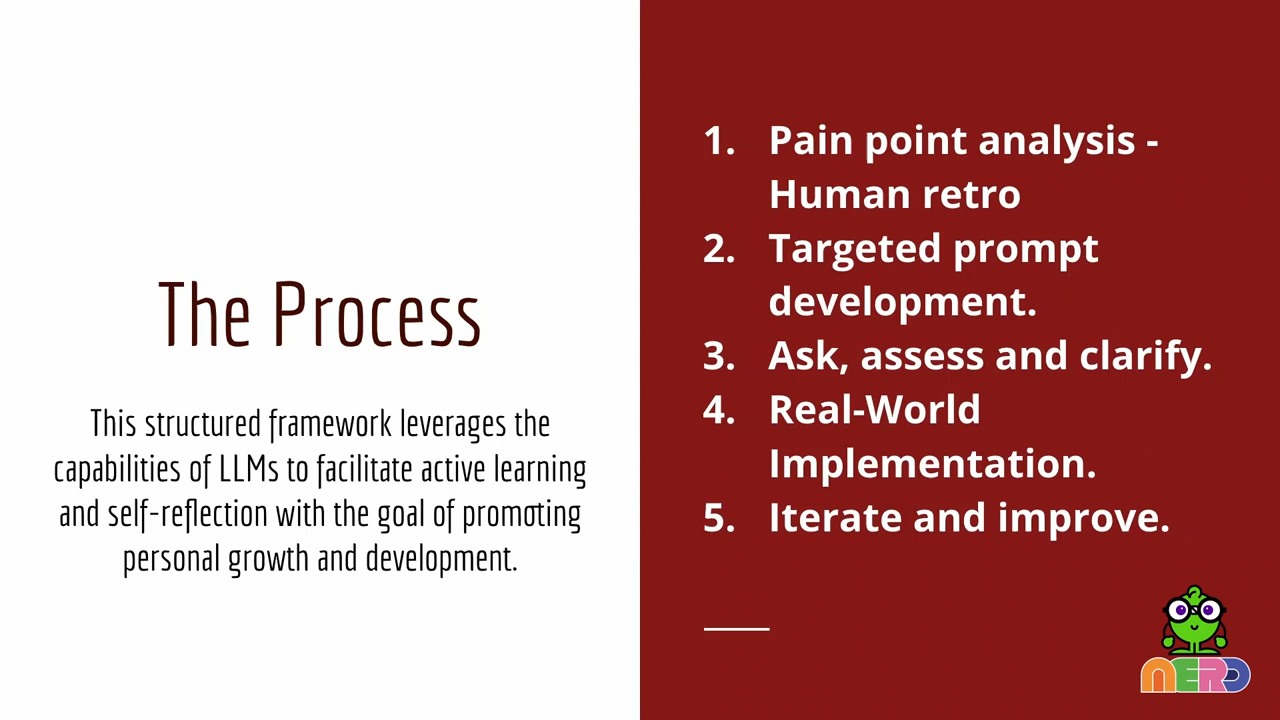 The Process
This structured framework leverages the
capabilities of LLMs to facilitate active learning
and self-reflection with the goal of promoting
personal growth and development.
1. Pain point analysis -
Human retro
2. Targeted prompt
development.
3. Ask, assess and clarify.
4. Real-World
Implementation.
5. Iterate and improve.
NERD